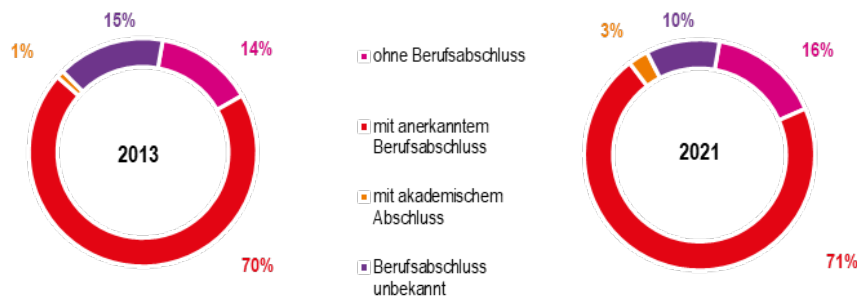 15%
1%
14%
2013
70%
ohne Berufsabschluss
mit anerkanntem
Berufsabschluss
mit akademischem
Abschluss
Berufsabschluss
unbekannt
10%
3%
16%
2021
71%